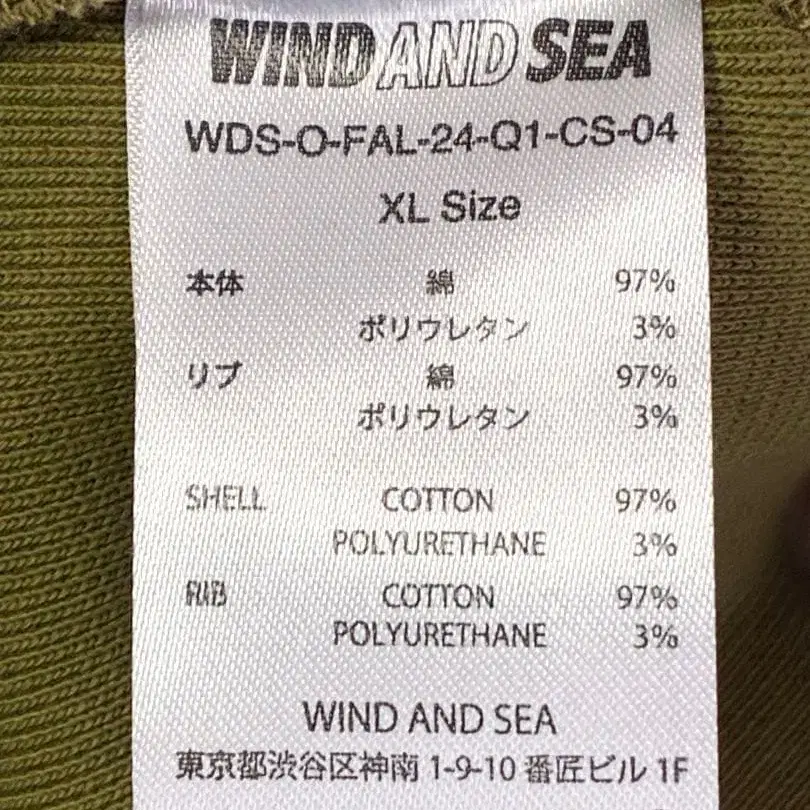 WIND AND SEA
WDS-O-FAL-24-Q1-CS-04
XL Size
本体 綿 97%
ポリウレタン 3%
リブ 綿 97%
ポリウレタン 3%
SHELL COTTON 97%
POLYURETHANE 3%
RIB COTTON 97%
POLYURETHANE 3%
WIND AND SEA
東京都渋谷区神南 1-9-10 番匠ビル 1F